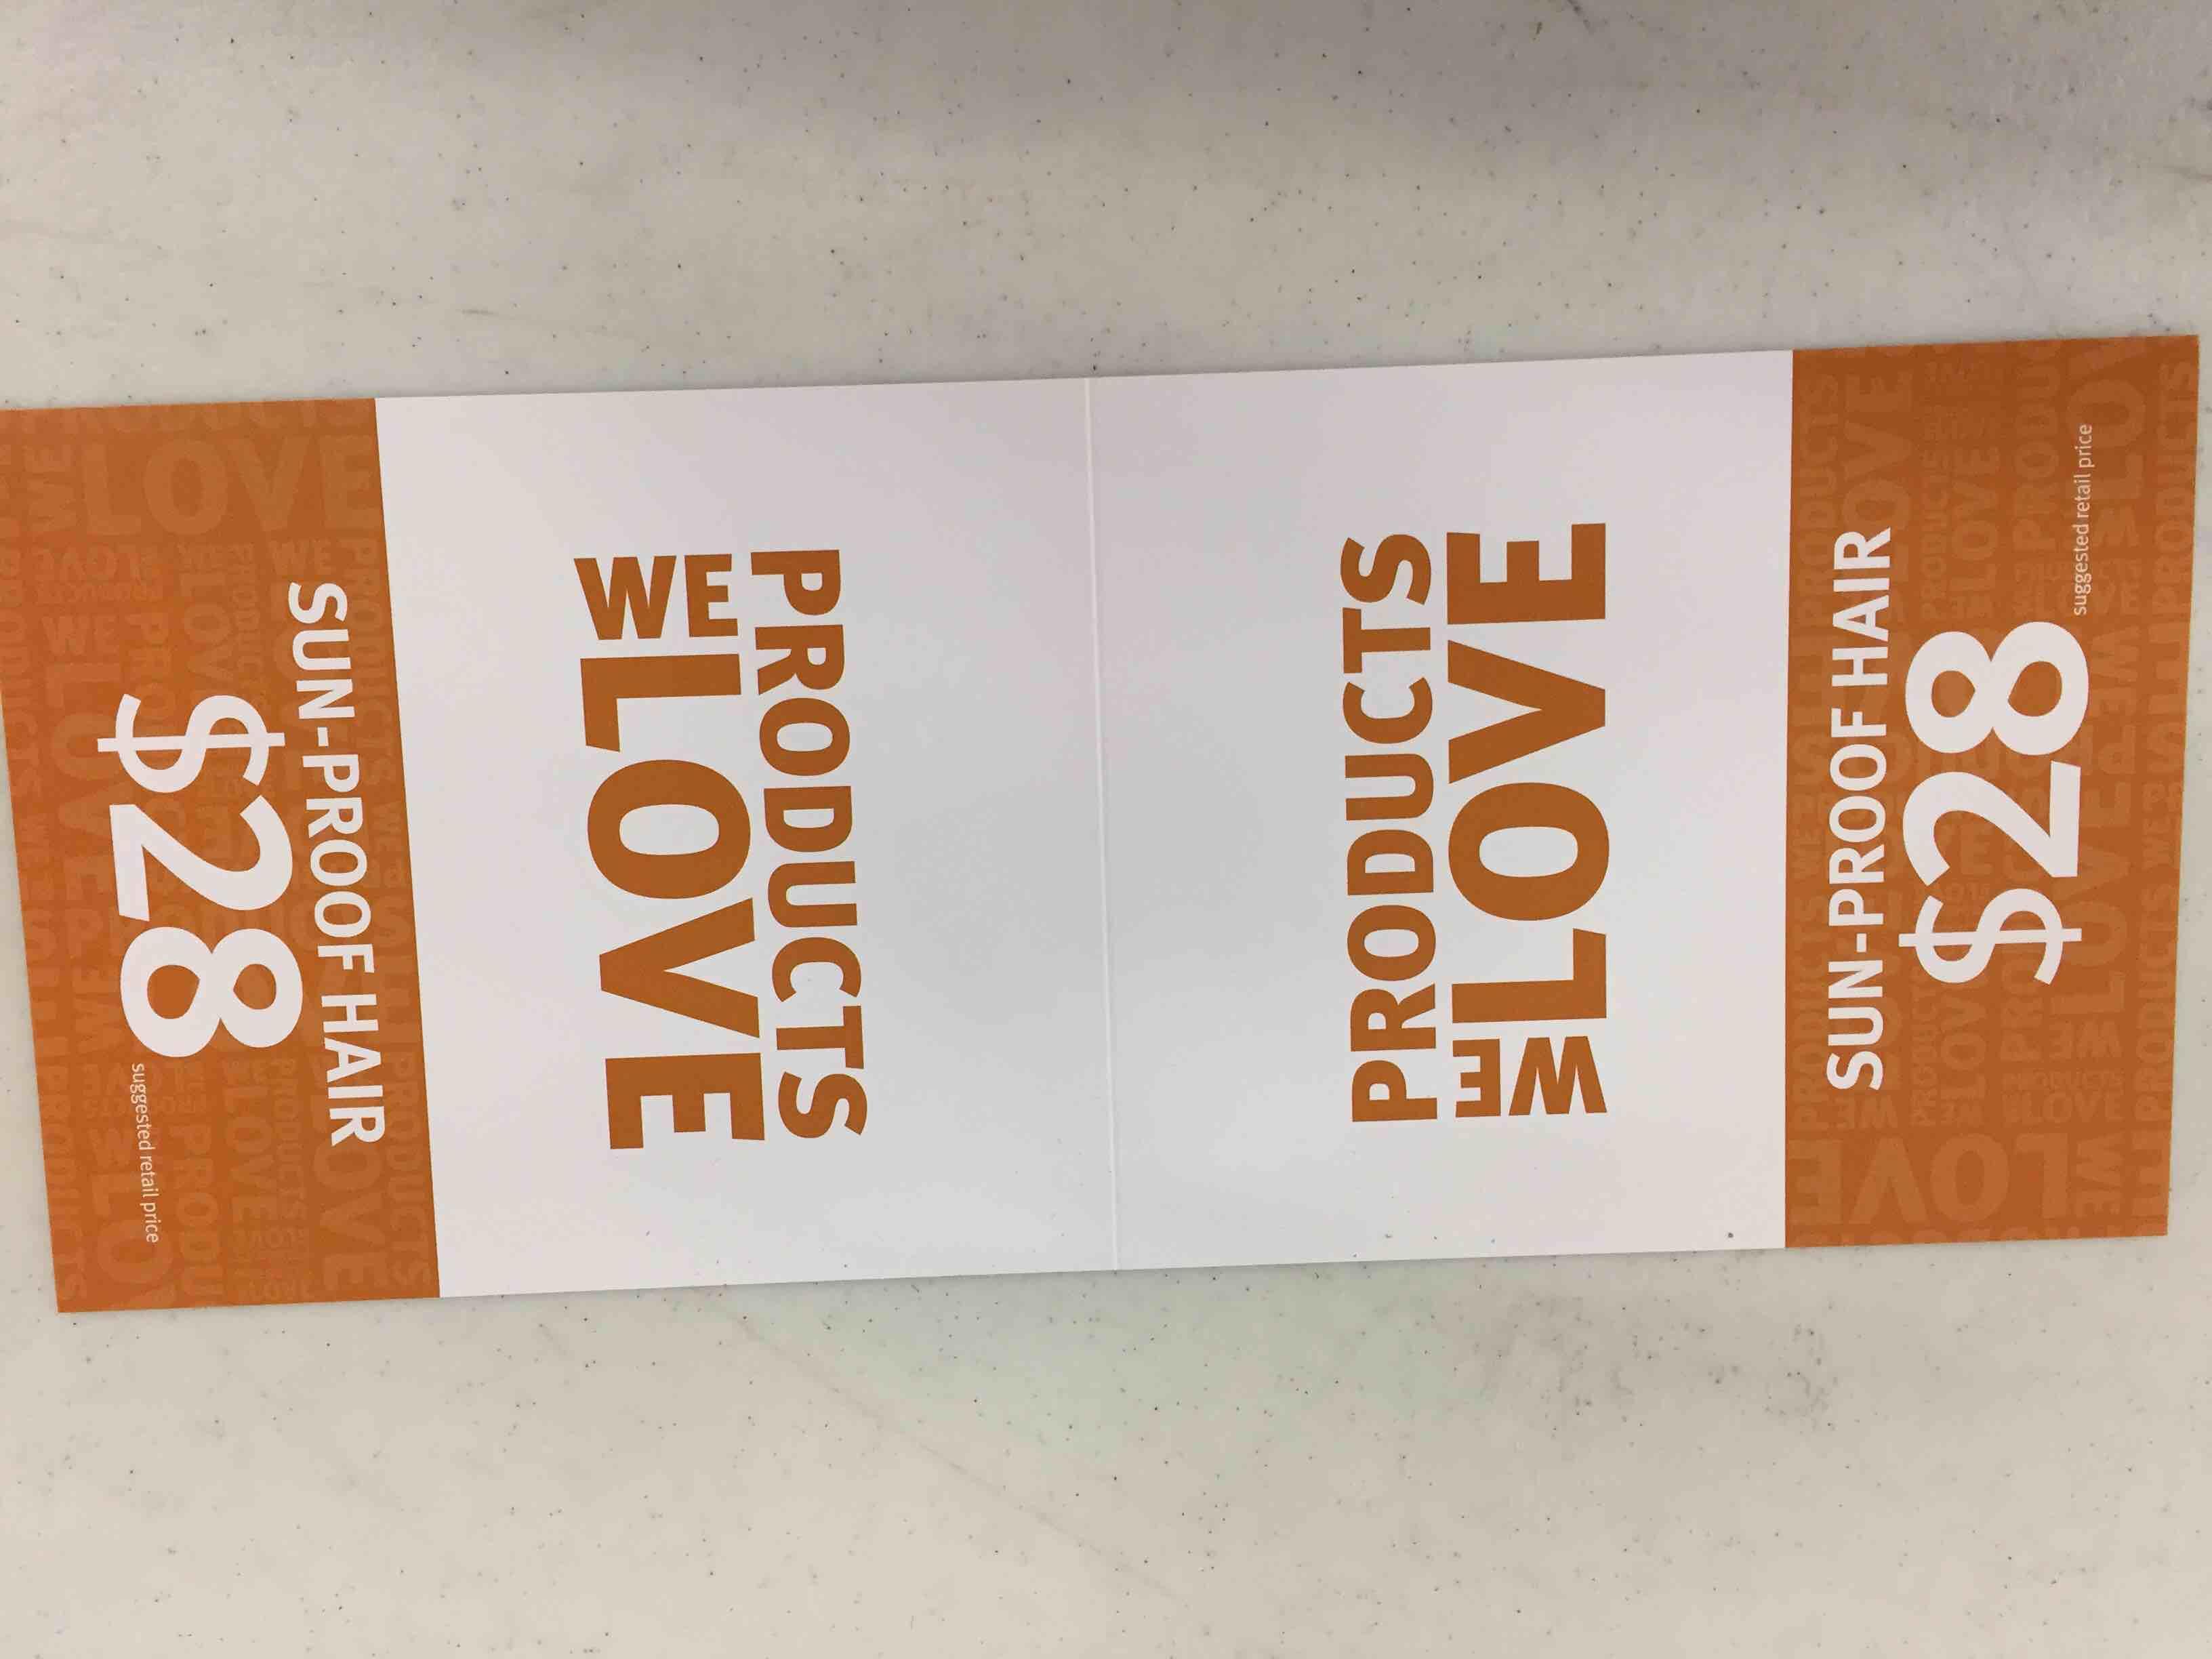 PRODUCTS
WE LOVE
SUN-PROOF HAIR
$28
suggested retail price
PRODUCTS
WE LOVE
SUN-PROOF HAIR
$28
suggested retail price